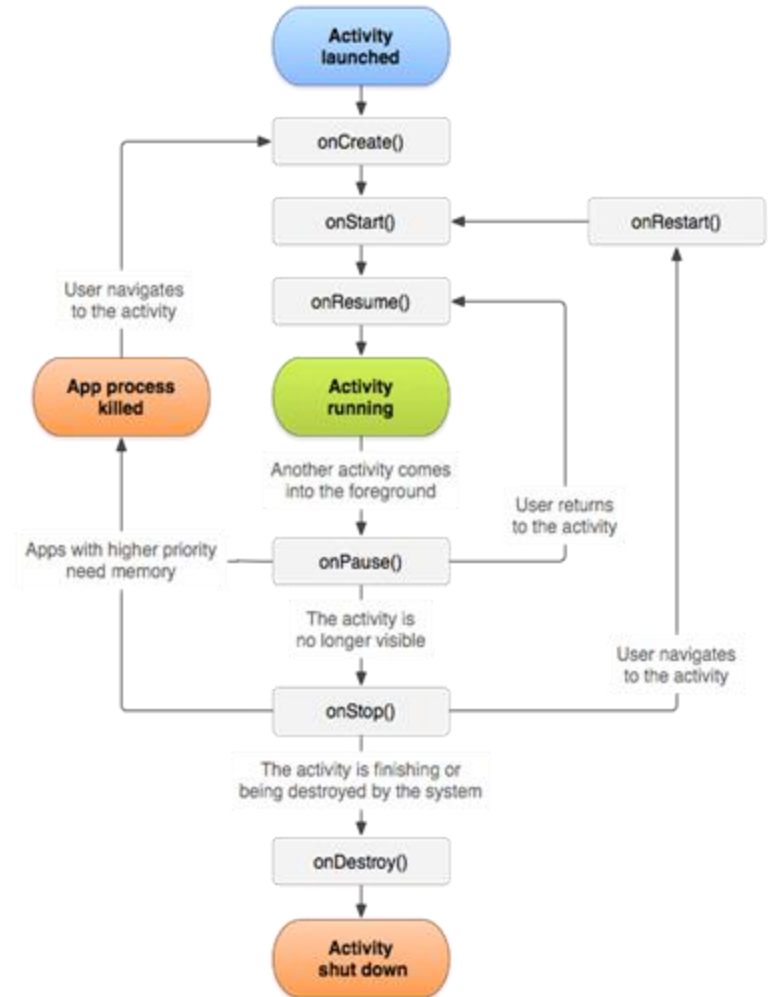 Activity
launched
onCreate()
onStart()
onRestart()
User navigates
to the activity
onResume()
App process
killed
Activity
running
Another activity comes
into the foreground
User returns
to the activity
Apps with higher priority
need memory
onPause()
The activity is
no longer visible
User navigates
to the activity
onStop()
The activity is finishing or
being destroyed by the system
onDestroy()
Activity
shut down